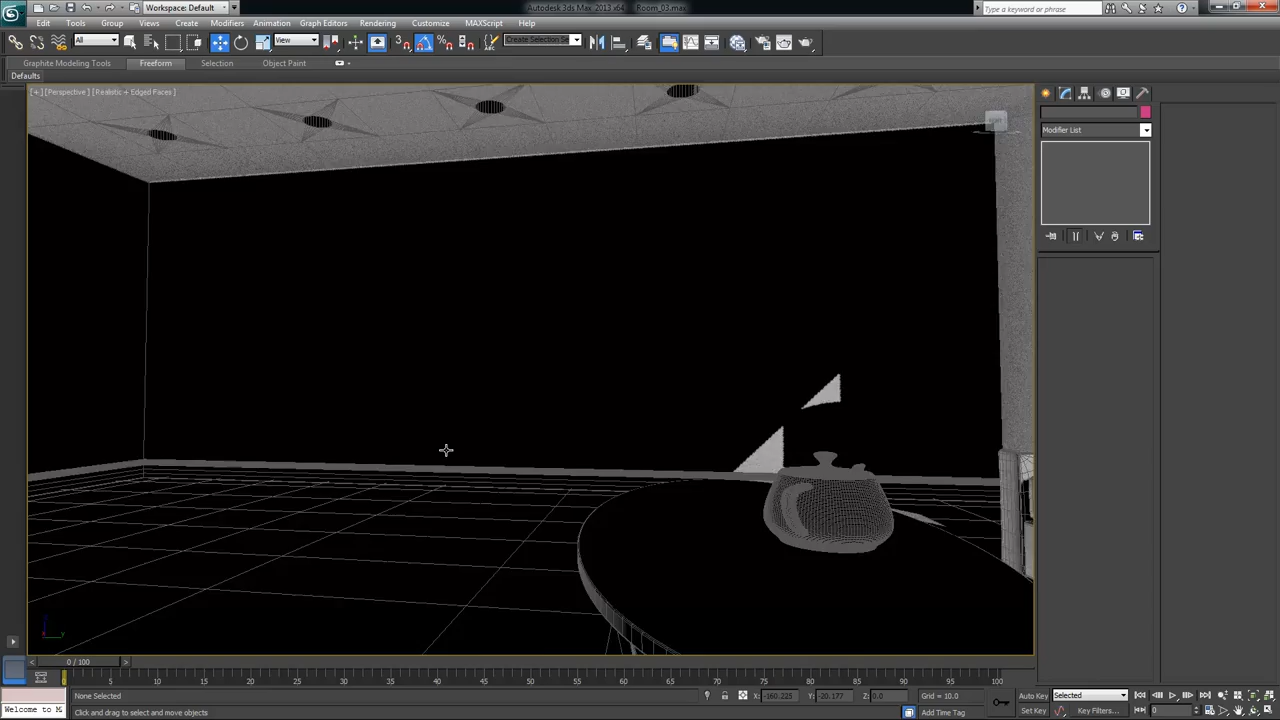 Workspace: Default
Autodesk 3ds Max 2013 x64
Room_03.max
Type a keyword or phrase
Edit Tools Group Views Create Modifiers Animation Graph Editors Rendering Customize MAXScript Help
All
View
3
Create Selection Se
Graphite Modeling Tools Freeform Selection Object Paint
Defaults
[+] [Perspective] [Realistic + Edged Faces]
Modifier List
0 / 100
5 10 15 20 25 30 35 40 45 50 55 60 65 70 75 80 85 90 95 100
None Selected
X: -160.225 Y: -20.177 Z: 0.0 Grid = 10.0
Auto Key Selected
Welcome to M
Click and drag to select and move objects
Add Time Tag
Set Key Key Filters...
0